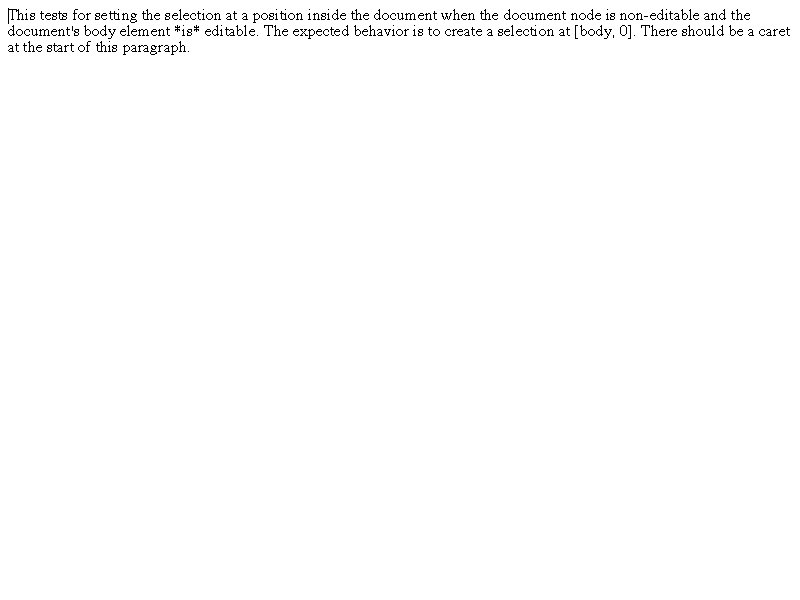 This tests for setting the selection at a position inside the document when the document node is non-editable and the
document's body element *is* editable. The expected behavior is to create a selection at [body, 0]. There should be a caret
at the start of this paragraph.